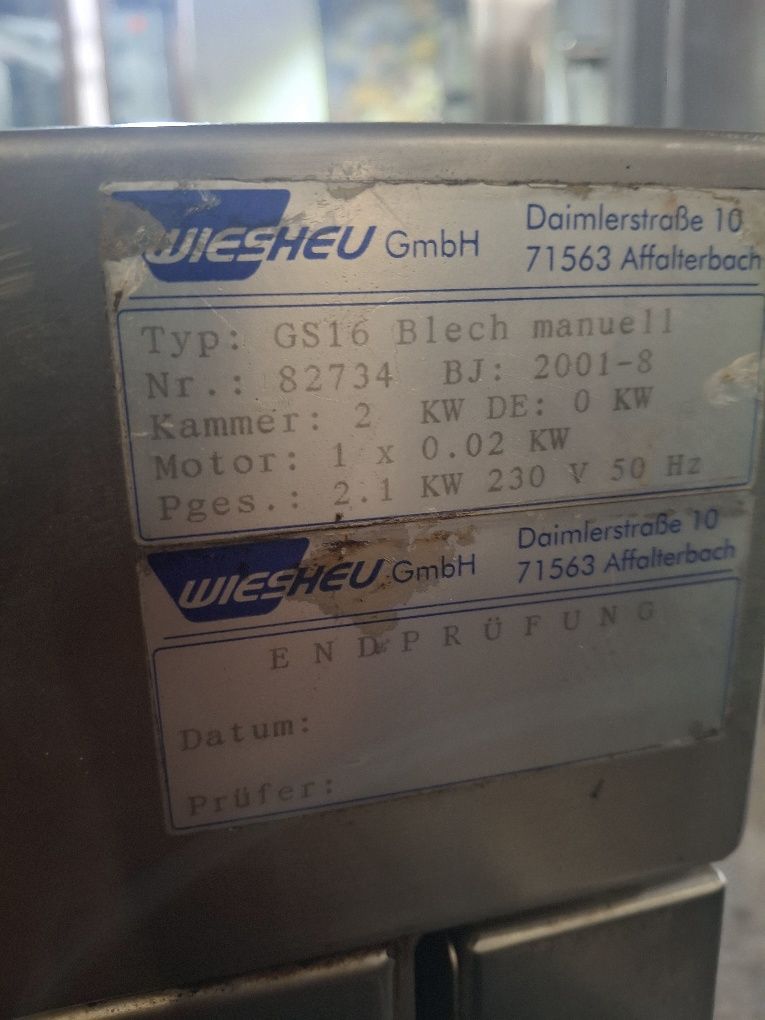 WIESHEU GmbH
Daimlerstraße 10
71563 Affalterbach
Typ: GS16 Blech manuell
Nr.: 82734 BJ: 2001-8
Kammer: 2 KW DE: 0 KW
Motor: 1 x 0.02 KW
Pges.: 2.1 KW 230 V 50 Hz
WIESHEU GmbH
Daimlerstraße 10
71563 Affalterbach
ENDPRÜFUNG
Datum:
Prüfer: